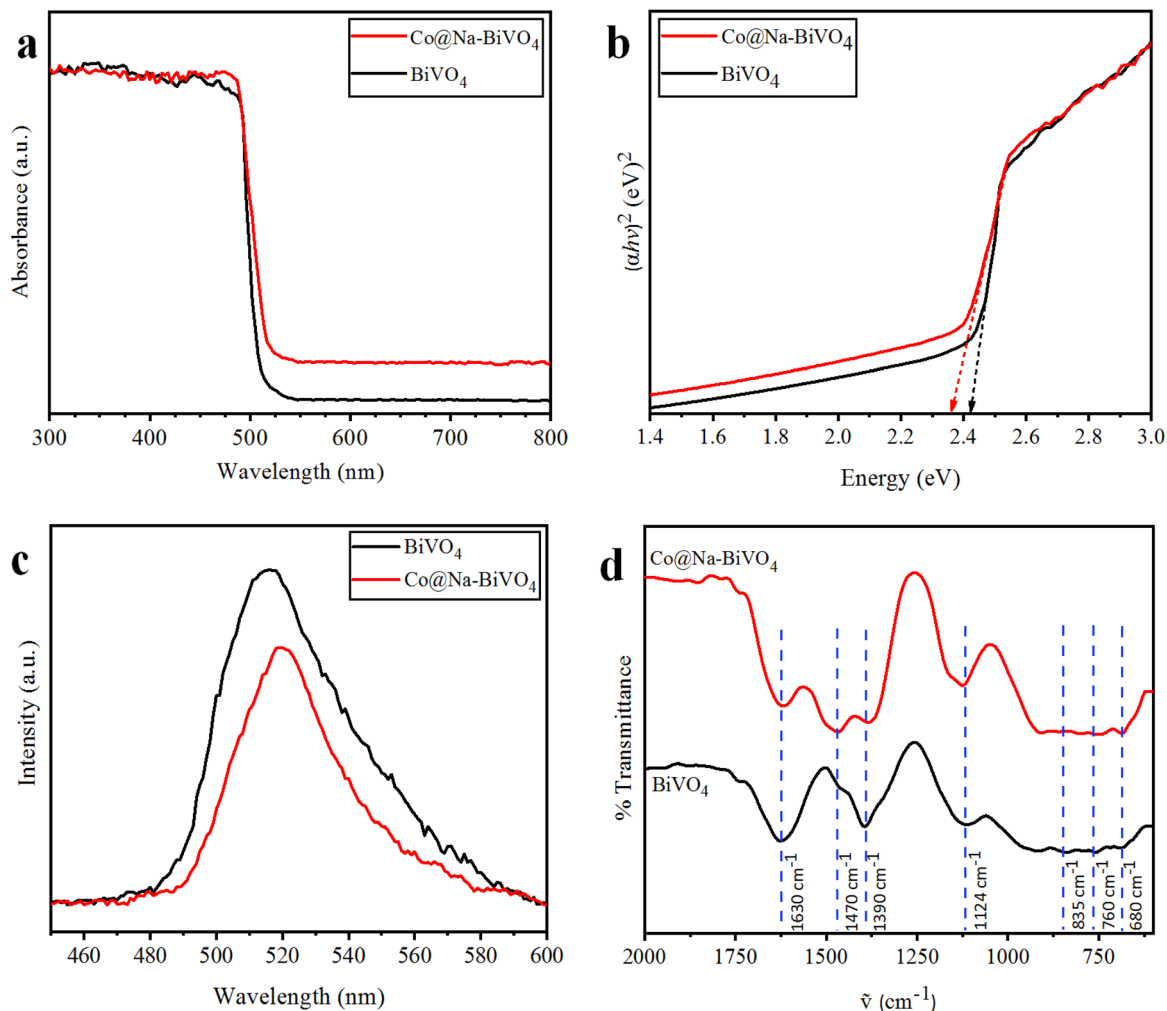 a
Co@Na-BiVO4
BiVO4
Absorbance (a.u.)
300 400 500 600 700 800
Wavelength (nm)
b
Co@Na-BiVO4
BiVO4
(αhν)2 (eV)2
1.4 1.6 1.8 2.0 2.2 2.4 2.6 2.8 3.0
Energy (eV)
c
BiVO4
Co@Na-BiVO4
Intensity (a.u.)
460 480 500 520 540 560 580 600
Wavelength (nm)
d
Co@Na-BiVO4
BiVO4
% Transmittance
1630 cm-1
1470 cm-1
1390 cm-1
1124 cm-1
835 cm-1
760 cm-1
680 cm-1
2000 1750 1500 1250 1000 750
ṽ (cm-1)